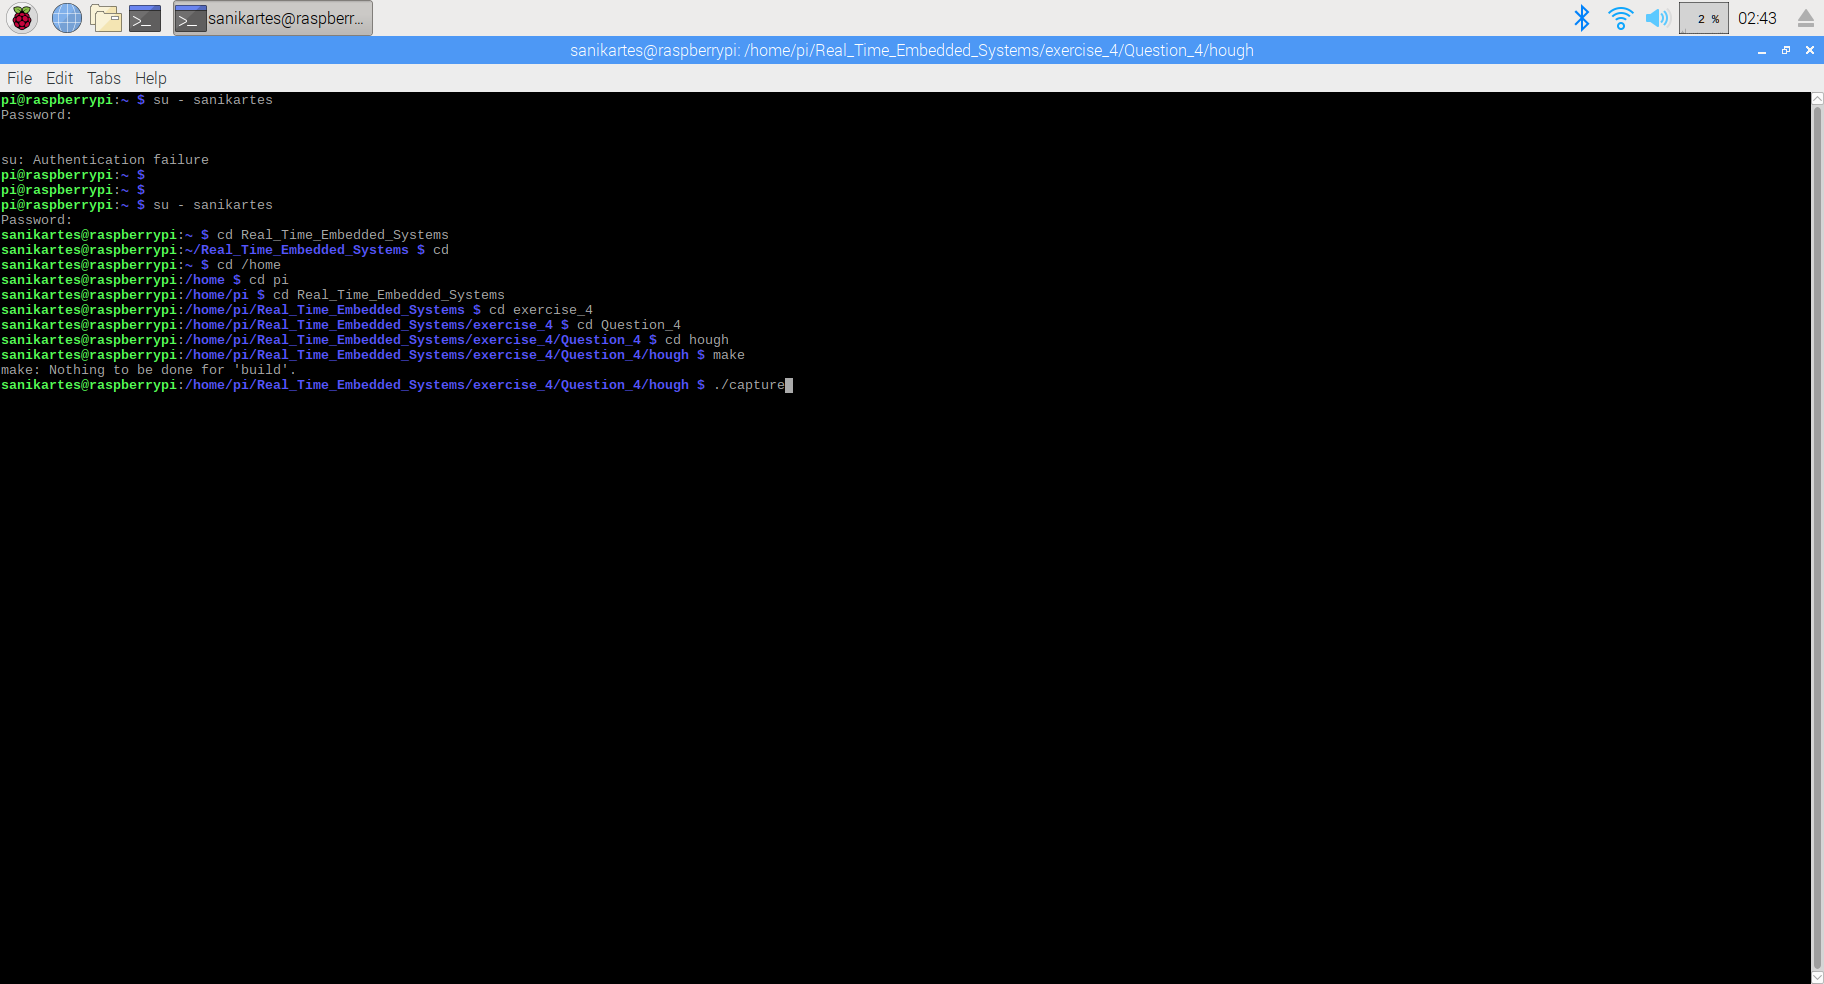 sanikartes@raspberr... 2 % 02:43
sanikartes@raspberrypi: /home/pi/Real_Time_Embedded_Systems/exercise_4/Question_4/hough
File Edit Tabs Help
pi@raspberrypi:~ $ su - sanikartes
Password:
su: Authentication failure
pi@raspberrypi:~ $
pi@raspberrypi:~ $
pi@raspberrypi:~ $ su - sanikartes
Password:
sanikartes@raspberrypi:~ $ cd Real_Time_Embedded_Systems
sanikartes@raspberrypi:~/Real_Time_Embedded_Systems $ cd
sanikartes@raspberrypi:~ $ cd /home
sanikartes@raspberrypi:/home $ cd pi
sanikartes@raspberrypi:/home/pi $ cd Real_Time_Embedded_Systems
sanikartes@raspberrypi:/home/pi/Real_Time_Embedded_Systems $ cd exercise_4
sanikartes@raspberrypi:/home/pi/Real_Time_Embedded_Systems/exercise_4 $ cd Question_4
sanikartes@raspberrypi:/home/pi/Real_Time_Embedded_Systems/exercise_4/Question_4 $ cd hough
sanikartes@raspberrypi:/home/pi/Real_Time_Embedded_Systems/exercise_4/Question_4/hough $ make
make: Nothing to be done for 'build'.
sanikartes@raspberrypi:/home/pi/Real_Time_Embedded_Systems/exercise_4/Question_4/hough $ ./capture